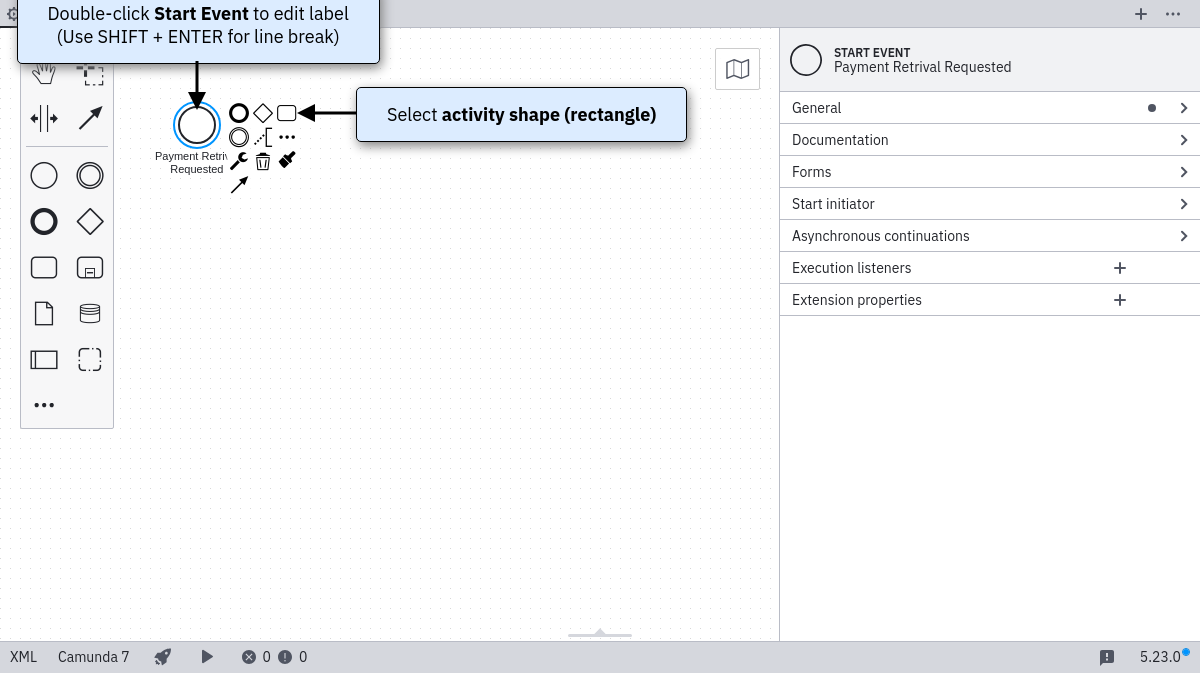 Double-click Start Event to edit label
(Use SHIFT + ENTER for line break)
START EVENT
Payment Retrival Requested
Select activity shape (rectangle)
General
Payment Retriv
Requested
Documentation
Forms
Start initiator
Asynchronous continuations
Execution listeners
Extension properties
XML Camunda 7 0 0 5.23.0